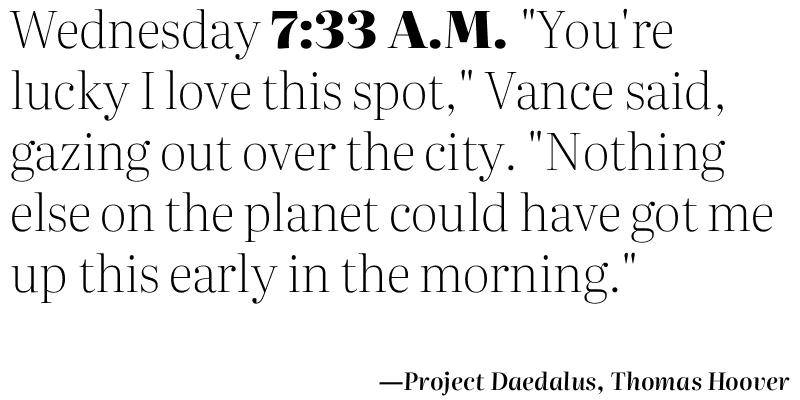 Wednesday 7:33 A.M. "You're
lucky I love this spot," Vance said,
gazing out over the city. "Nothing
else on the planet could have got me
up this early in the morning."
—Project Daedalus, Thomas Hoover